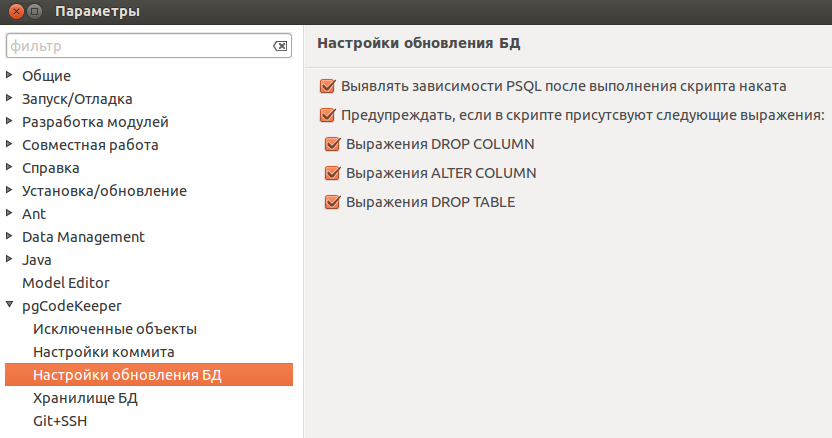 Параметры
фильтр
Общие
Запуск/Отладка
Разработка модулей
Совместная работа
Справка
Установка/обновление
Ant
Data Management
Java
Model Editor
pgCodeKeeper
Исключенные объекты
Настройки коммита
Настройки обновления БД
Хранилище БД
Git+SSH
Настройки обновления БД
Выявлять зависимости PSQL после выполнения скрипта наката
Предупреждать, если в скрипте присутсвуют следующие выражения:
Выражения DROP COLUMN
Выражения ALTER COLUMN
Выражения DROP TABLE